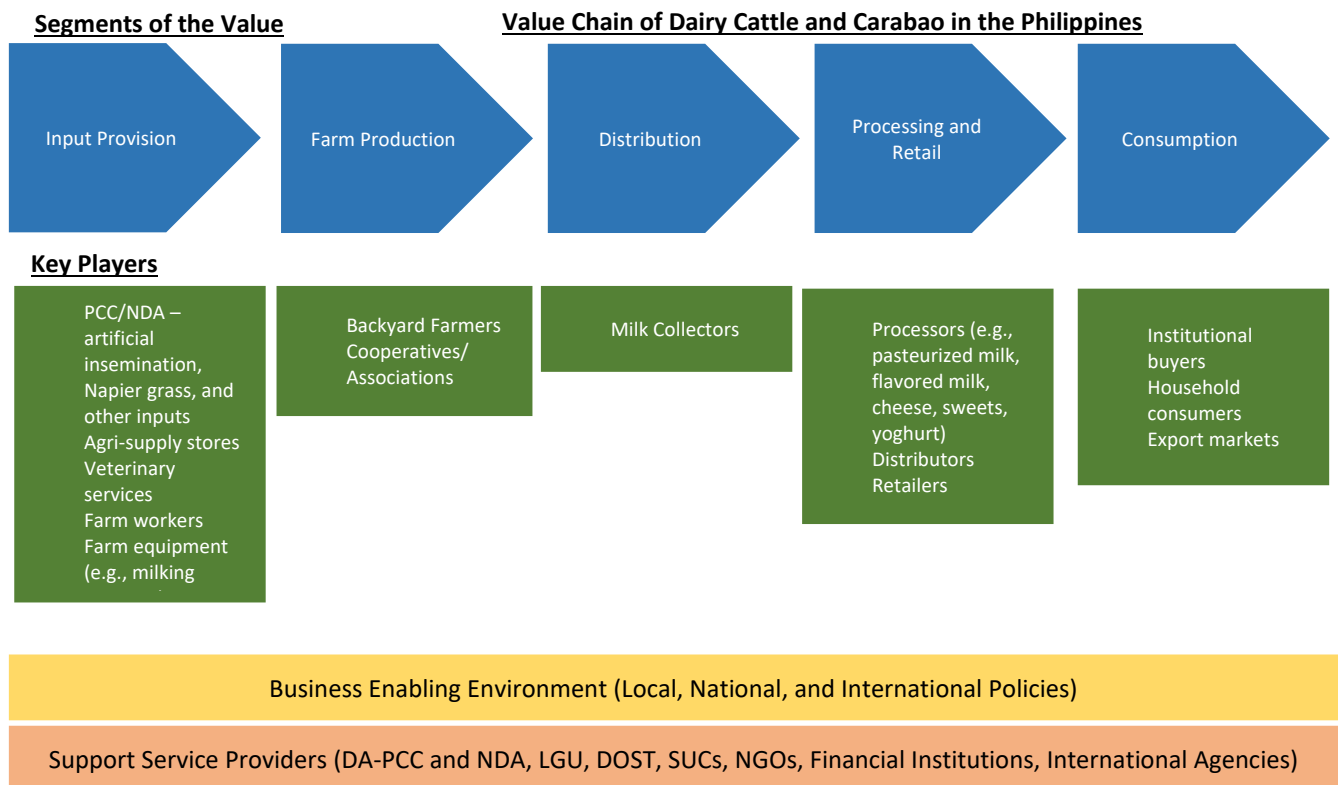 Segments of the Value
Value Chain of Dairy Cattle and Carabao in the Philippines
Input Provision
Farm Production
Distribution
Processing and
Retail
Consumption
Key Players
PCC/NDA –
artificial
insemination,
Napier grass, and
other inputs
Agri-supply stores
Veterinary
services
Farm workers
Farm equipment
(e.g., milking
Backyard Farmers
Cooperatives/
Associations
Milk Collectors
Processors (e.g.,
pasteurized milk,
flavored milk,
cheese, sweets,
yoghurt)
Distributors
Retailers
Institutional
buyers
Household
consumers
Export markets
Business Enabling Environment (Local, National, and International Policies)
Support Service Providers (DA-PCC and NDA, LGU, DOST, SUCs, NGOs, Financial Institutions, International Agencies)